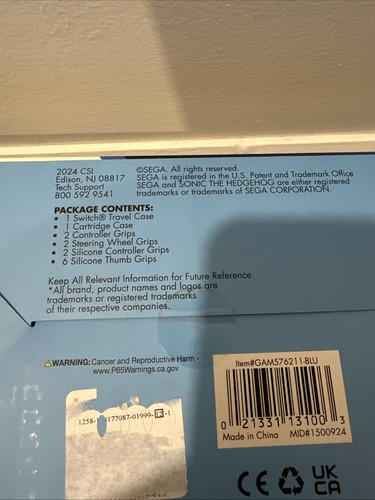 2024 CSI
Edison, NJ 08817
Tech Support
800 592 9541
©SEGA. All rights reserved.
SEGA is registered in the U.S. Patent and Trademark Office
SEGA and SONIC THE HEDGEHOG are either registered
trademarks or trademarks of SEGA CORPORATION.
PACKAGE CONTENTS:
• 1 Switch® Travel Case
• 1 Cartridge Case
• 2 Controller Grips
• 2 Steering Wheel Grips
• 2 Silicone Controller Grips
• 6 Silicone Thumb Grips
Keep All Relevant Information for Future Reference.
*All brand, product names and logos are
trademarks or registered trademarks
of their respective companies.
⚠WARNING: Cancer and Reproductive Harm -
www.P65Warnings.ca.gov
Item#GAM576211-BLU
0 21331 13100 3
Made in China MID#1500924
CE UK
CA